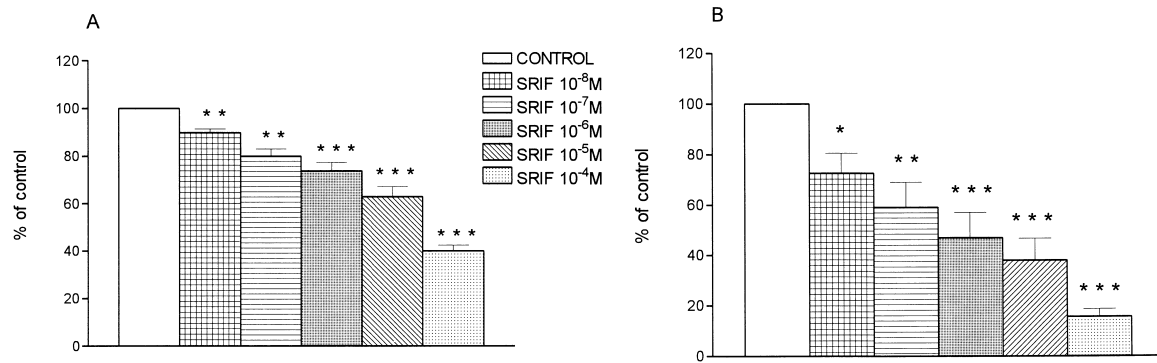 A
% of control
120
100
80
60
40
20
0
* *
* *
* * *
* * *
* * *
CONTROL
SRIF 10⁻⁸M
SRIF 10⁻⁷M
SRIF 10⁻⁶M
SRIF 10⁻⁵M
SRIF 10⁻⁴M
B
% of control
120
100
80
60
40
20
0
*
* *
* * *
* * *
* * *